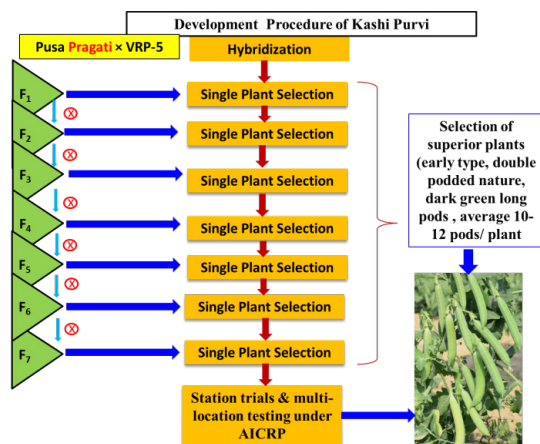 Development Procedure of Kashi Purvi
Pusa Pragati × VRP-5
Hybridization
F1
Single Plant Selection
ⓧ
F2
Single Plant Selection
ⓧ
F3
Single Plant Selection
ⓧ
F4
Single Plant Selection
ⓧ
F5
Single Plant Selection
ⓧ
F6
Single Plant Selection
ⓧ
F7
Single Plant Selection
Station trials & multi-
location testing under
AICRP
Selection of
superior plants
(early type, double
podded nature,
dark green long
pods , average 10-
12 pods/ plant